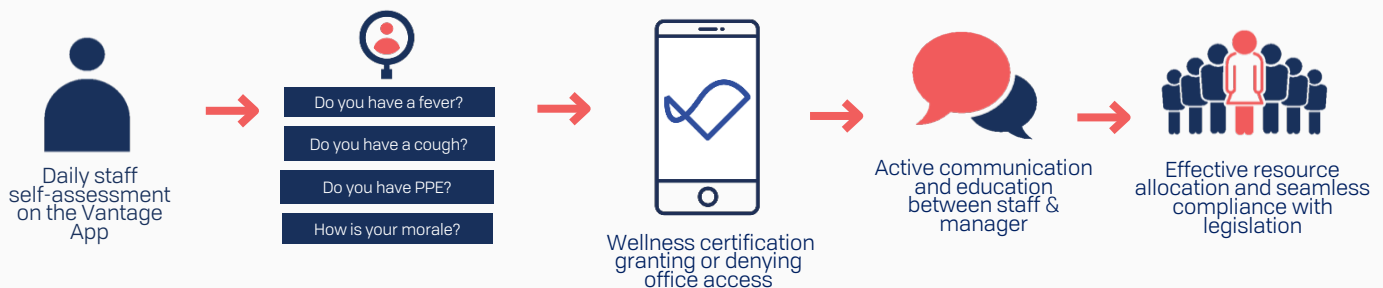 Daily staff
self-assessment
on the Vantage
App
Do you have a fever?
Do you have a cough?
Do you have PPE?
How is your morale?
Wellness certification
granting or denying
office access
Active communication
and education
between staff &
manager
Effective resource
allocation and seamless
compliance with
legislation